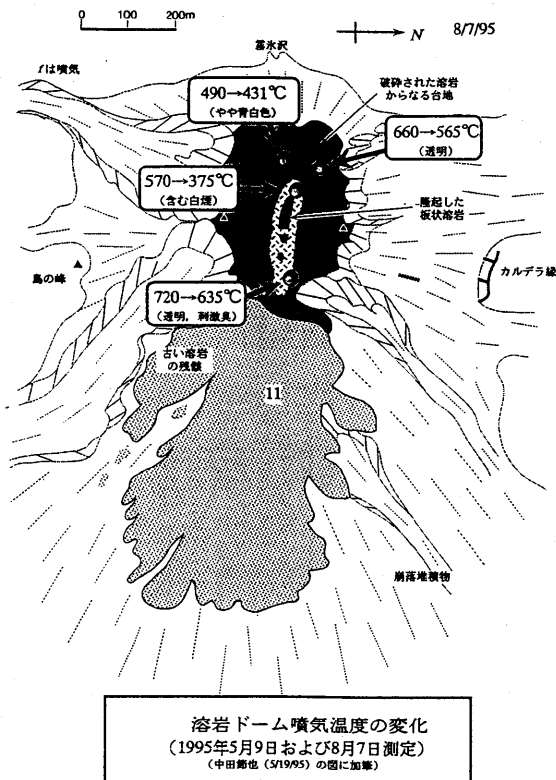 0 100 200m
N
8/7/95
fは噴気
490→431℃
(やや青白色)
破砕された溶岩
からなる台地
660→565℃
(透明)
570→375℃
(含む白煙)
隆起した
板状溶岩
カルデラ縁
島の峰
720→635℃
(透明, 刺激臭)
古い溶岩
の残骸
11
崩落堆積物
溶岩ドーム噴気温度の変化
(1995年5月9日および8月7日測定)
(中田節也 (5/19/95) の図に加筆)